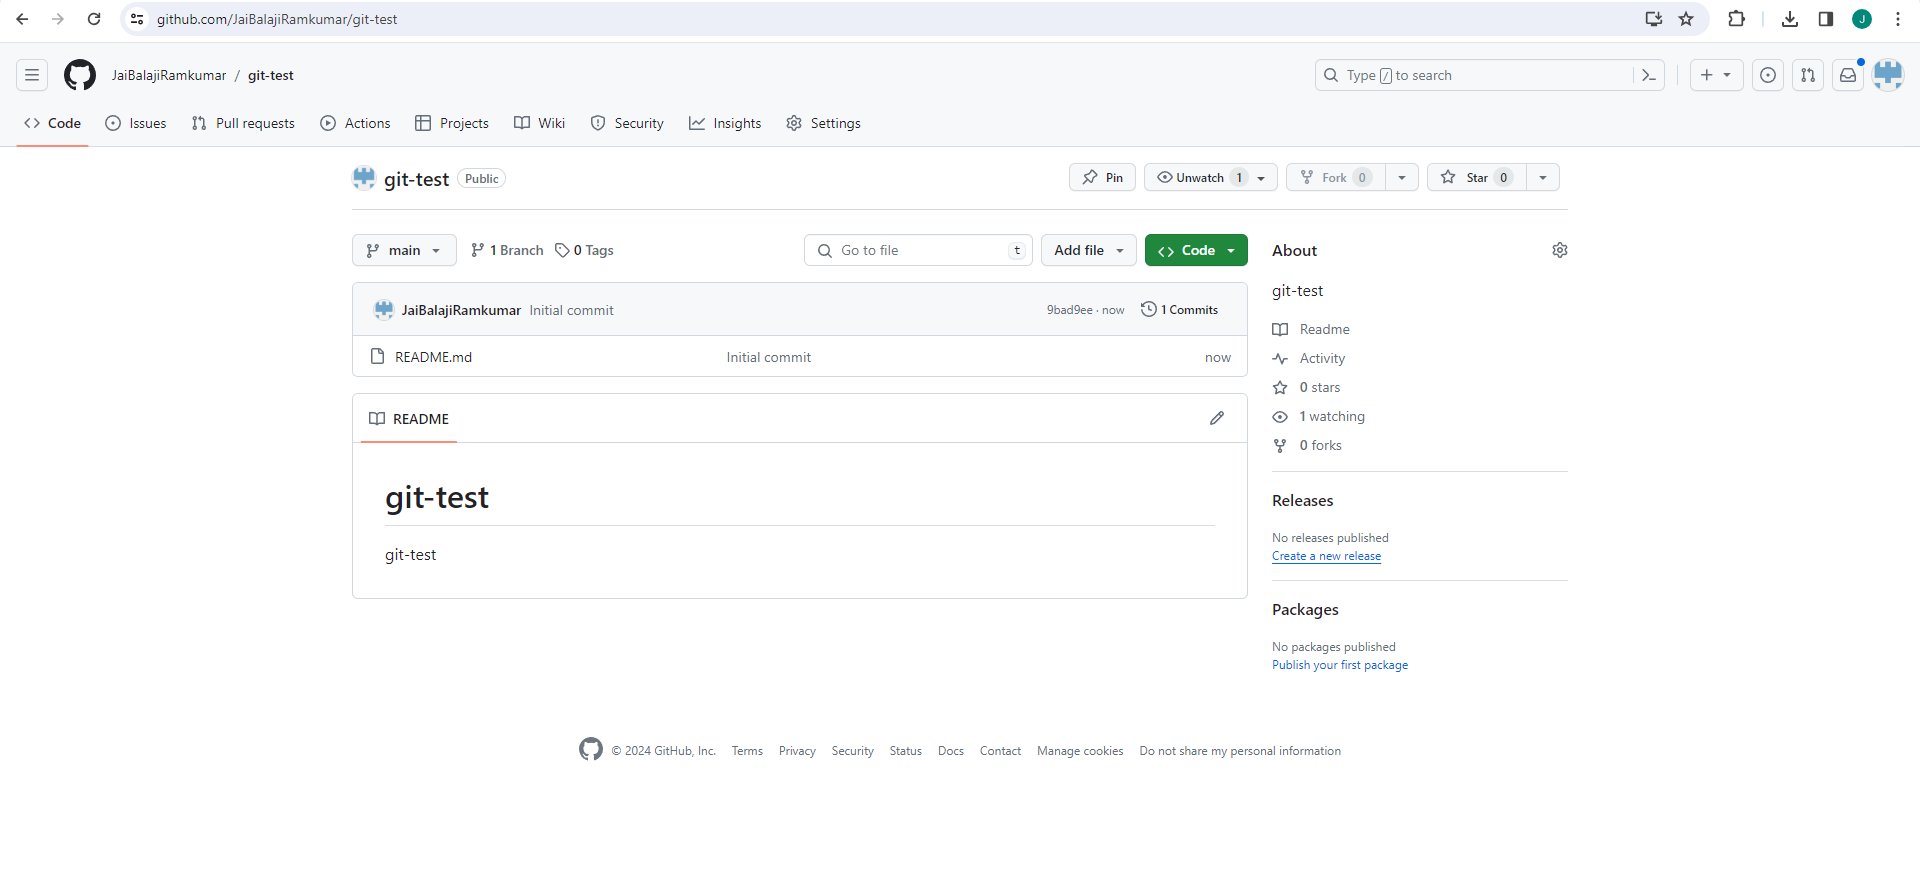 github.com/JaiBalajiRamkumar/git-test
J
JaiBalajiRamkumar / git-test
Type / to search
Code Issues Pull requests Actions Projects Wiki Security Insights Settings
git-test Public
Pin Unwatch 1 Fork 0 Star 0
main 1 Branch 0 Tags Go to file t Add file Code
JaiBalajiRamkumar Initial commit 9bad9ee · now 1 Commits
README.md Initial commit now
README
git-test
git-test
About
git-test
Readme
Activity
0 stars
1 watching
0 forks
Releases
No releases published
Create a new release
Packages
No packages published
Publish your first package
© 2024 GitHub, Inc. Terms Privacy Security Status Docs Contact Manage cookies Do not share my personal information